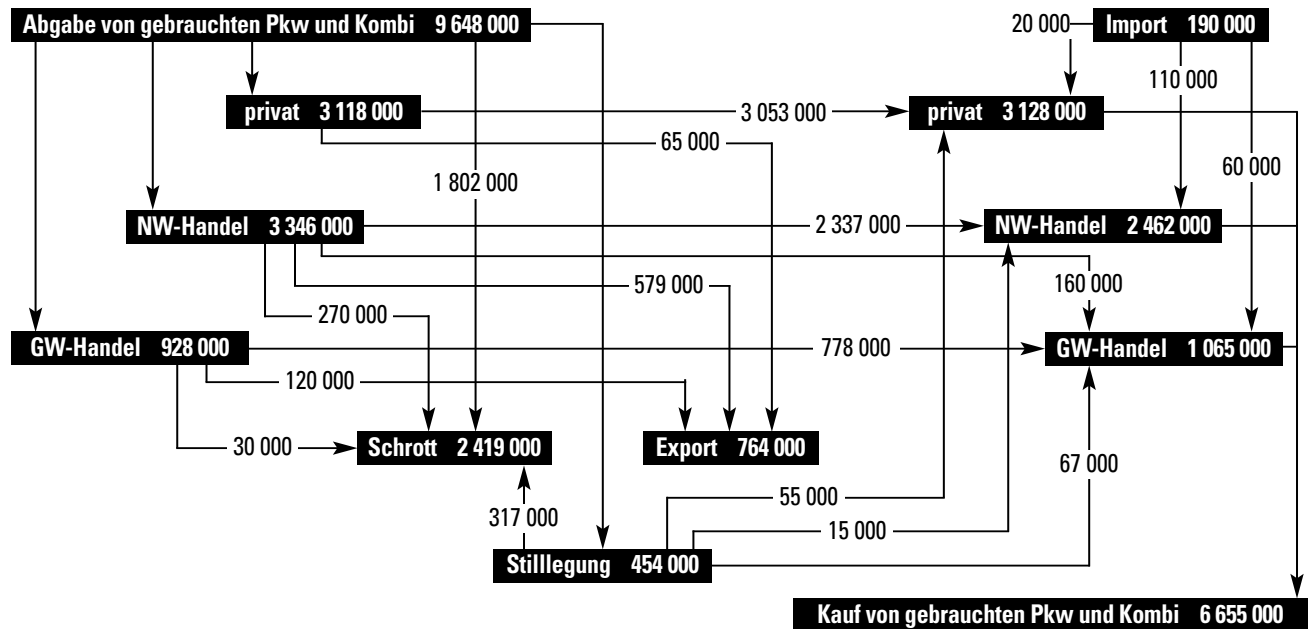 Abgabe von gebrauchten Pkw und Kombi 9 648 000
20 000
Import 190 000
110 000
privat 3 118 000
3 053 000
privat 3 128 000
65 000
60 000
1 802 000
NW-Handel 3 346 000
2 337 000
NW-Handel 2 462 000
579 000
160 000
270 000
GW-Handel 928 000
778 000
GW-Handel 1 065 000
120 000
30 000
Schrott 2 419 000
Export 764 000
67 000
55 000
317 000
15 000
Stilllegung 454 000
Kauf von gebrauchten Pkw und Kombi 6 655 000